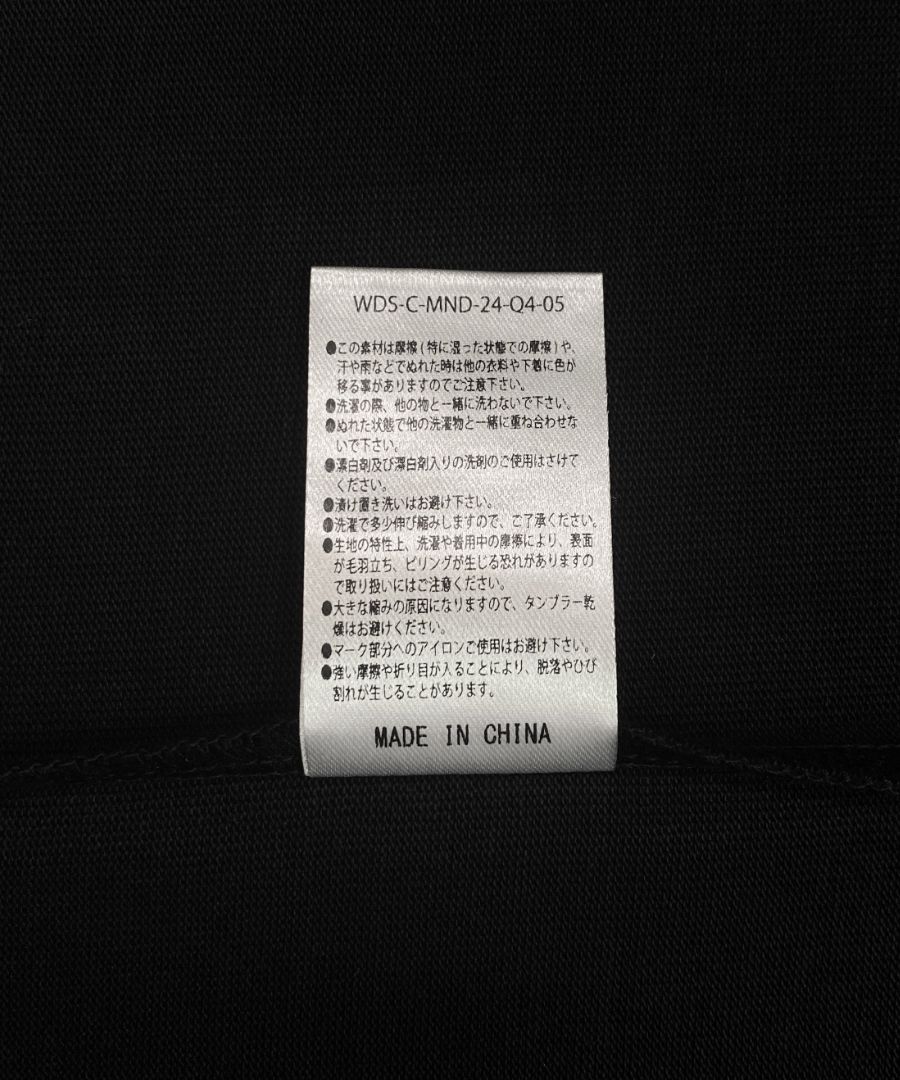 WDS-C-MND-24-Q4-05
●この素材は摩擦(特に湿った状態での摩擦)や、
汗や雨などでぬれた時は他の衣料や下着に色が
移る事がありますのでご注意下さい。
●洗濯の際、他の物と一緒に洗わないで下さい。
●ぬれた状態で他の洗濯物と一緒に重ね合わせな
いで下さい。
●漂白剤及び漂白剤入りの洗剤のご使用はさけて
ください。
●漬け置き洗いはお避け下さい。
●洗濯で多少伸び縮みしますので、ご了承ください。
●生地の特性上、洗濯や着用中の摩擦により、表面
が毛羽立ち、ピリングが生じる恐れがありますの
で取り扱いにはご注意ください。
●大きな縮みの原因になりますので、タンブラー乾
燥はお避けください。
●マーク部分へのアイロンご使用はお避け下さい。
●強い摩擦や折り目が入ることにより、脱落やひび
割れが生じることがあります。
MADE IN CHINA